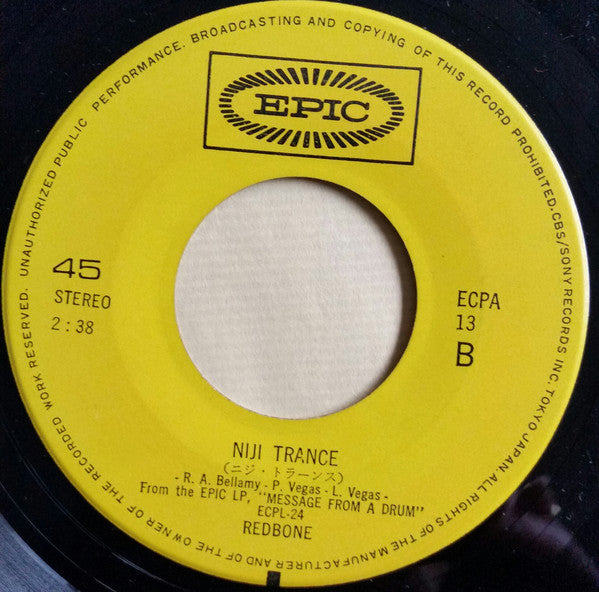 UNAUTHORIZED PUBLIC PERFORMANCE. BROADCASTING AND COPYING OF THIS RECORD PROHIBITED. CBS/SONY RECORDS INC. TOKYO JAPAN. ALL RIGHTS OF THE MANUFACTURER AND OF THE OWNER OF THE RECORDED WORK RESERVED.
EPIC
45
STEREO
2:38
ECPA
13
B
NIJI TRANCE
(ニジ・トラーンス)
- R. A. Bellamy - P. Vegas - L. Vegas -
From the EPIC LP, "MESSAGE FROM A DRUM"
ECPL-24
REDBONE